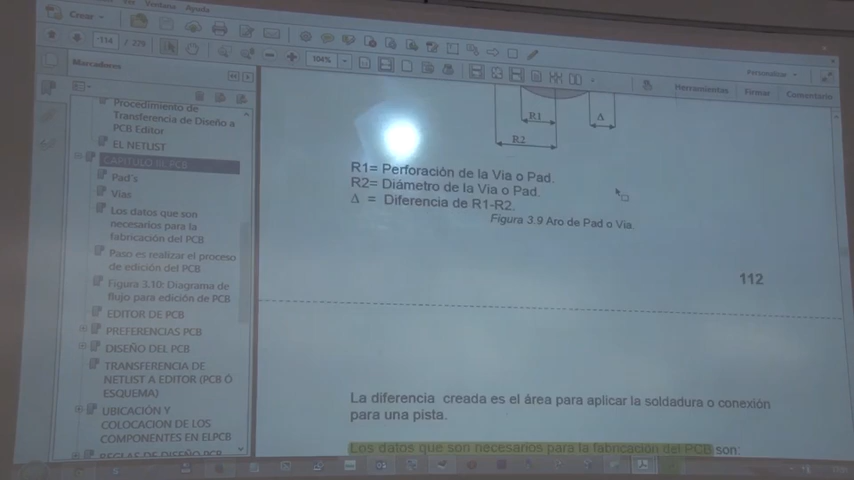 Ventana Ayuda
Crear
114 / 229
104%
Personalizar
Herramientas Firmar Comentario
Marcadores
Procedimiento de
Transferencia de Diseño a
PCB Editor
EL NETLIST
CAPITULO III: PCB
Pad´s
Vias
Los datos que son
necesarios para la
fabricación del PCB
Paso es realizar el proceso
de edición del PCB
Figura 3.10: Diagrama de
flujo para edición de PCB
EDITOR DE PCB
PREFERENCIAS PCB
DISEÑO DEL PCB
TRANSFERENCIA DE
NETLIST A EDITOR (PCB Ó
ESQUEMA)
UBICACIÓN Y
COLOCACION DE LOS
COMPONENTES EN ELPCB
REGLAS DE DISEÑO PCB
R1
Δ
R2
R1= Perforación de la Via o Pad.
R2= Diámetro de la Via o Pad.
Δ = Diferencia de R1-R2.
Figura 3.9 Aro de Pad o Via.
112
La diferencia creada es el área para aplicar la soldadura o conexión
para una pista.
Los datos que son necesarios para la fabricación del PCB son: